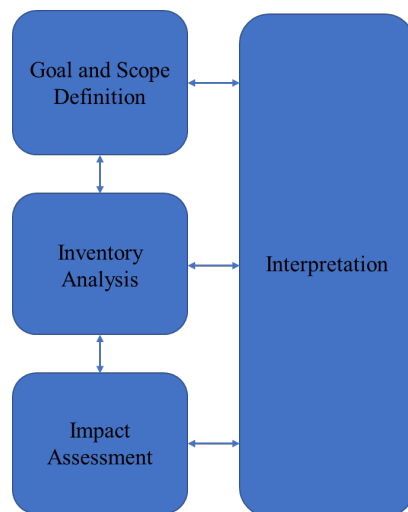 Goal and Scope
Definition
Inventory
Analysis
Interpretation
Impact
Assessment